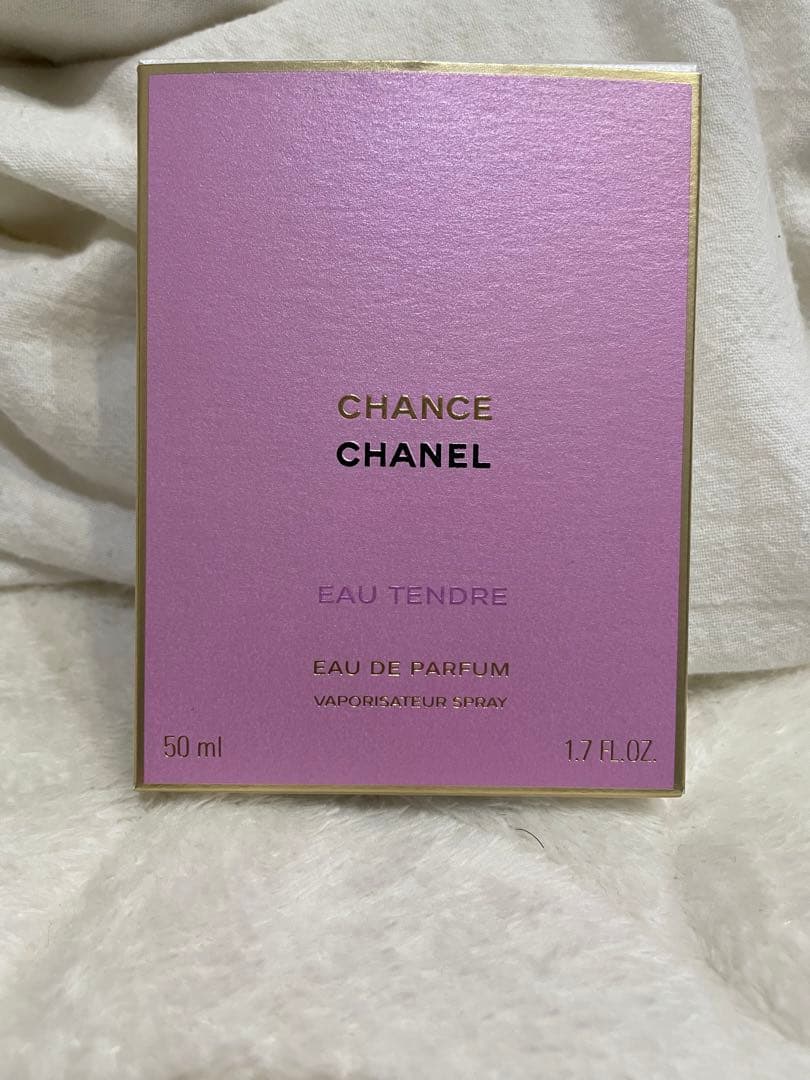 CHANCE
CHANEL
EAU TENDRE
EAU DE PARFUM
VAPORISATEUR SPRAY
50 ml 1.7 FL.OZ.